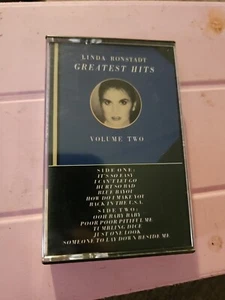 LINDA RONSTADT
GREATEST HITS
VOLUME TWO
SIDE ONE:
IT'S SO EASY
I CAN'T LET GO
HURT SO BAD
BLUE BAYOU
HOW DO I MAKE YOU
BACK IN THE U.S.A.
SIDE TWO:
OOH BABY BABY
POOR POOR PITIFUL ME
TUMBLING DICE
JUST ONE LOOK
SOMEONE TO LAY DOWN BESIDE ME